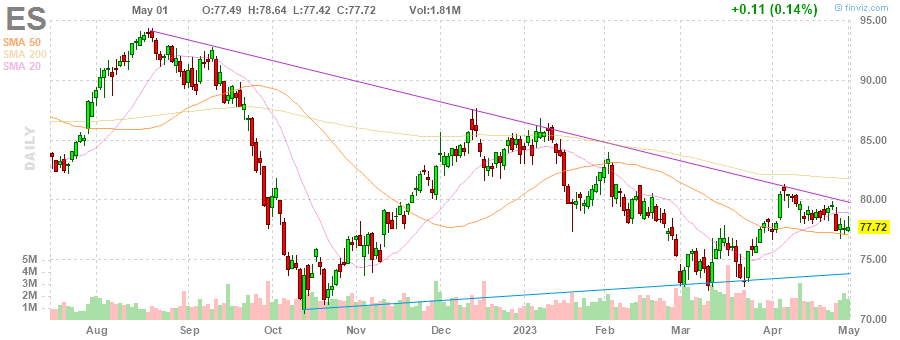 ES May 01 O:77.49 H:78.64 L:77.42 C:77.72 Vol:1.81M +0.11 (0.14%) © finviz.com
SMA 50
SMA 200
SMA 20
DAILY
95.00
90.00
85.00
80.00
77.72
75.00
70.00
5M
4M
3M
2M
1M
Aug Sep Oct Nov Dec 2023 Feb Mar Apr May